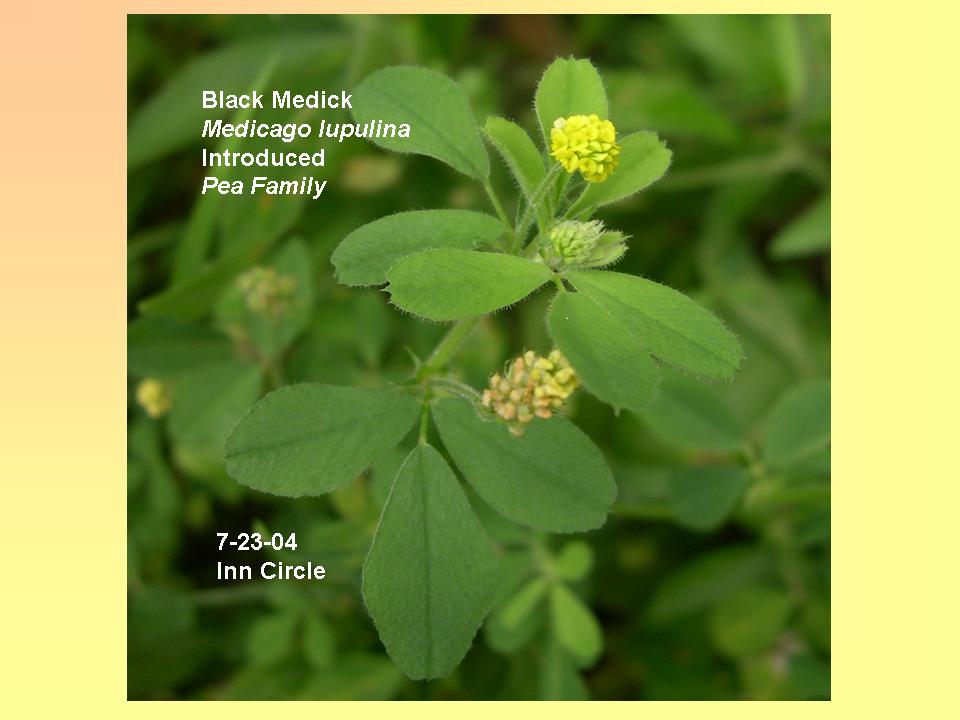 Black Medick
Medicago lupulina
Introduced
Pea Family
7-23-04
Inn Circle